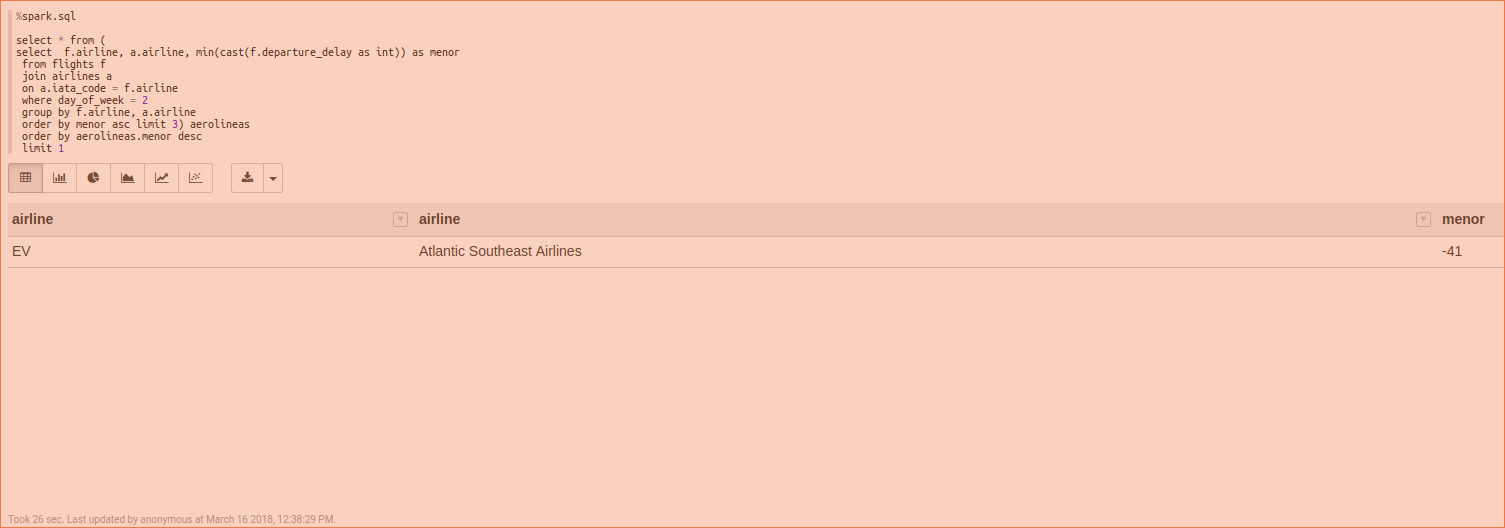 %spark.sql
select * from (
select  f.airline, a.airline, min(cast(f.departure_delay as int)) as menor
from flights f
join airlines a
on a.iata_code = f.airline
where day_of_week = 2
group by f.airline, a.airline
order by menor asc limit 3) aerolineas
order by aerolineas.menor desc
limit 1
airline airline menor
EV Atlantic Southeast Airlines -41
Took 26 sec. Last updated by anonymous at March 16 2018, 12:38:29 PM.